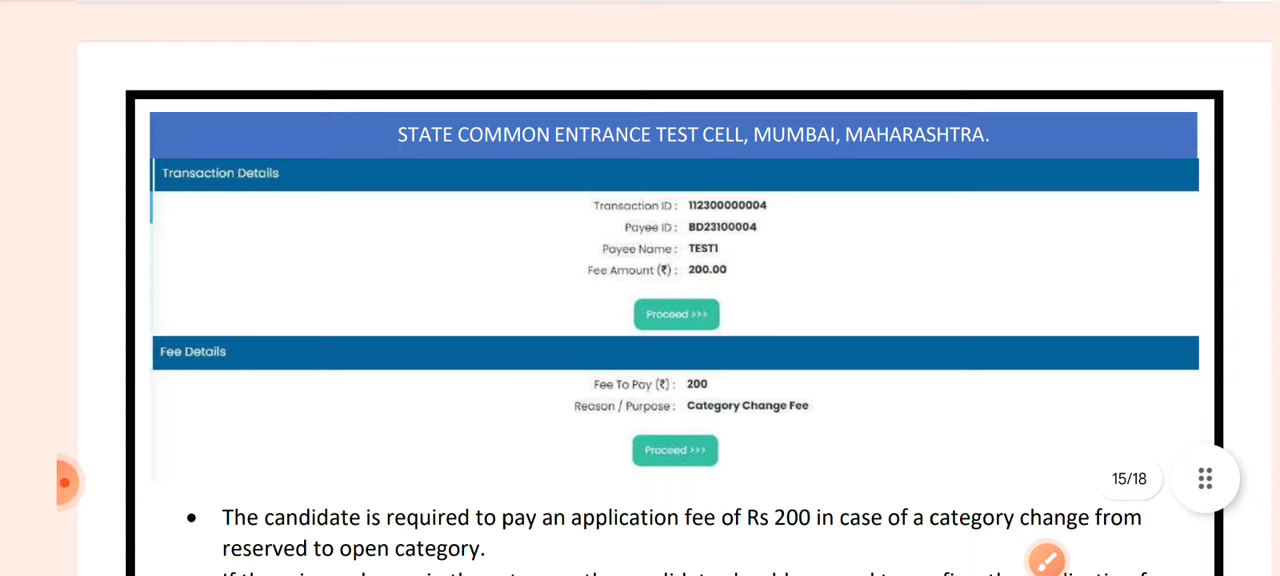 STATE COMMON ENTRANCE TEST CELL, MUMBAI, MAHARASHTRA.
Transaction Details
Transaction ID : 112300000004
Payee ID : BD23100004
Payee Name : TEST1
Fee Amount (₹) : 200.00
Proceed >>>
Fee Details
Fee To Pay (₹) : 200
Reason / Purpose : Category Change Fee
Proceed >>>
15/18
• The candidate is required to pay an application fee of Rs 200 in case of a category change from
reserved to open category.